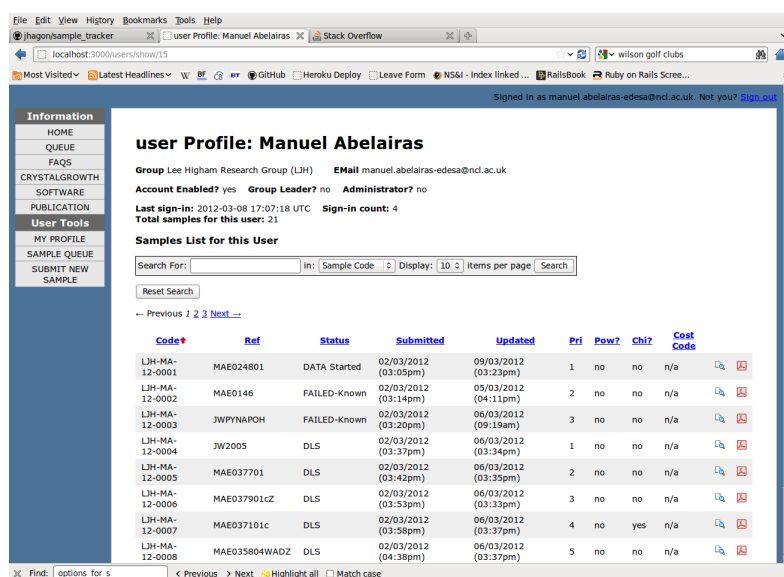 File Edit View History Bookmarks Tools Help
jhagon/sample_tracker user Profile: Manuel Abelairas Stack Overflow
localhost:3000/users/show/15 wilson golf clubs
Most Visited Latest Headlines W BF BT GitHub Heroku Deploy Leave Form NS&I - Index linked ... RailsBook Ruby on Rails Scree...
Signed in as manuel.abelairas-edesa@ncl.ac.uk. Not you? Sign out
Information
HOME
QUEUE
FAQS
CRYSTALGROWTH
SOFTWARE
PUBLICATION
User Tools
MY PROFILE
SAMPLE QUEUE
SUBMIT NEW
SAMPLE
user Profile: Manuel Abelairas
Group Lee Higham Research Group (LJH) EMail manuel.abelairas-edesa@ncl.ac.uk
Account Enabled? yes Group Leader? no Administrator? no
Last sign-in: 2012-03-08 17:07:18 UTC Sign-in count: 4
Total samples for this user: 21
Samples List for this User
Search For: in: Sample Code Display: 10 items per page Search
Reset Search
← Previous 1 2 3 Next →
Code Ref Status Submitted Updated Pri Pow? Chi? Cost
Code
LJH-MA-
12-0001 MAE024801 DATA Started 02/03/2012 (03:05pm) 09/03/2012 (03:23pm) 1 no no n/a
LJH-MA-
12-0002 MAE0146 FAILED-Known 02/03/2012 (03:14pm) 05/03/2012 (04:11pm) 2 no no n/a
LJH-MA-
12-0003 JWPYNAPOH FAILED-Known 02/03/2012 (03:20pm) 06/03/2012 (09:19am) 3 no no n/a
LJH-MA-
12-0004 JW2005 DLS 02/03/2012 (03:37pm) 06/03/2012 (03:34pm) 1 no no n/a
LJH-MA-
12-0005 MAE037701 DLS 02/03/2012 (03:42pm) 06/03/2012 (03:35pm) 2 no no n/a
LJH-MA-
12-0006 MAE037901cZ DLS 02/03/2012 (03:53pm) 06/03/2012 (03:33pm) 3 no no n/a
LJH-MA-
12-0007 MAE037101c DLS 02/03/2012 (03:58pm) 06/03/2012 (03:37pm) 4 no yes n/a
LJH-MA-
12-0008 MAE035804WADZ DLS 02/03/2012 (04:38pm) 06/03/2012 (03:37pm) 5 no no n/a
Find: options for s Previous Next Highlight all Match case